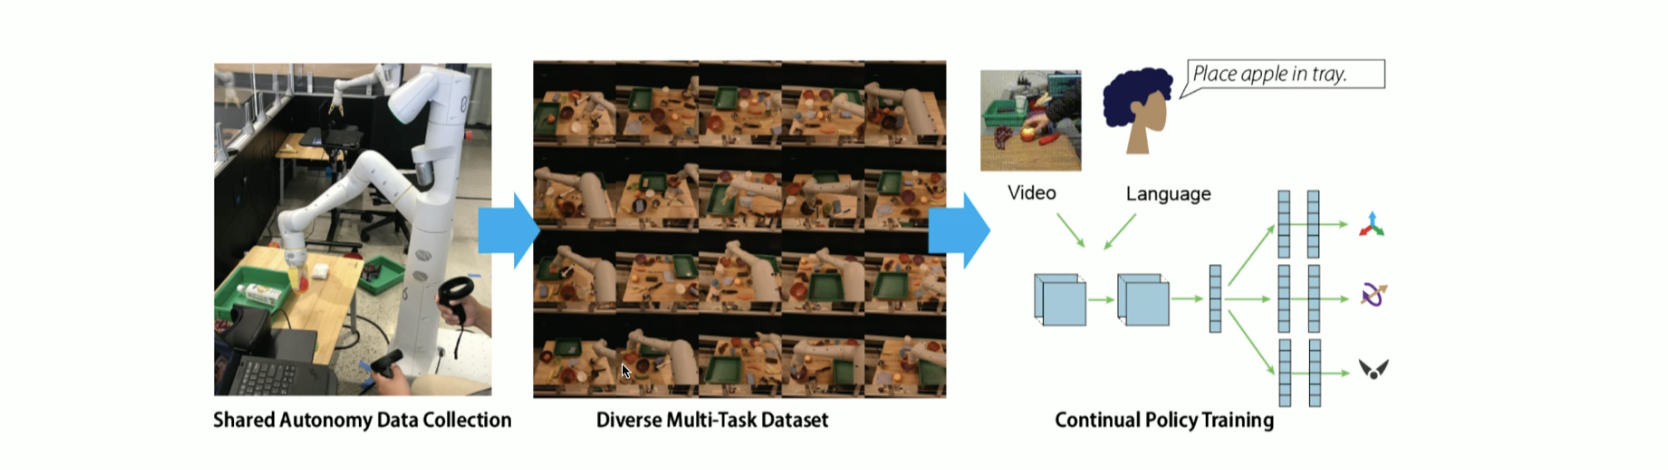 Place apple in tray.
Video
Language
Shared Autonomy Data Collection
Diverse Multi-Task Dataset
Continual Policy Training